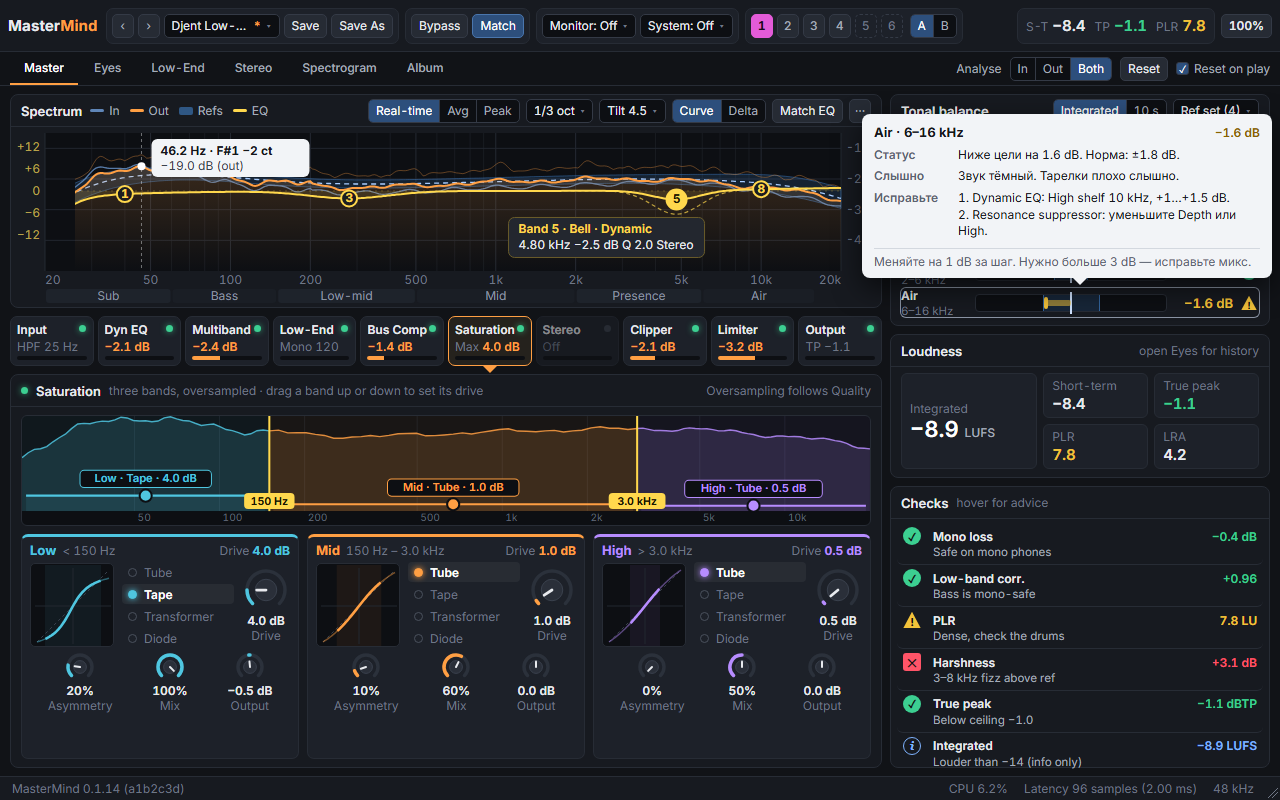 MasterMind ‹ › Djent Low-... * Save Save As Bypass Match Monitor: Off System: Off 1 2 3 4 5 6 A B S-T −8.4 TP −1.1 PLR 7.8 100%
Master Eyes Low-End Stereo Spectrogram Album Analyse In Out Both Reset Reset on play
Spectrum In Out Refs EQ Real-time Avg Peak 1/3 oct Tilt 4.5 Curve Delta Match EQ ...
Tonal balance Integrated 10 s Ref set (4)
+12
+6
0
−6
−12
46.2 Hz · F#1 −2 ct
−19.0 dB (out)
1 3 5 8
Band 5 · Bell · Dynamic
4.80 kHz −2.5 dB Q 2.0 Stereo
20 50 100 200 500 1k 2k 5k 10k 20k
Sub Bass Low-mid Mid Presence Air
Air · 6–16 kHz −1.6 dB
Статус Ниже цели на 1.6 dB. Норма: ±1.8 dB.
Слышно Звук тёмный. Тарелки плохо слышно.
Исправьте 1. Dynamic EQ: High shelf 10 kHz, +1…+1.5 dB.
2. Resonance suppressor: уменьшите Depth или
High.
Меняйте на 1 dB за шаг. Нужно больше 3 dB — исправьте микс.
2–6 kHz
Air −1.6 dB
6–16 kHz
Input Dyn EQ Multiband Low-End Bus Comp Saturation Stereo Clipper Limiter Output
HPF 25 Hz −2.1 dB −2.4 dB Mono 120 −1.4 dB Max 4.0 dB Off −2.1 dB −3.2 dB TP −1.1
Saturation three bands, oversampled · drag a band up or down to set its drive Oversampling follows Quality
Low · Tape · 4.0 dB Mid · Tube · 1.0 dB High · Tube · 0.5 dB
150 Hz 3.0 kHz
50 100 200 500 1k 2k 5k 10k
Low < 150 Hz Drive 4.0 dB
Tube
Tape
Transformer
Diode
4.0 dB
Drive
20% 100% −0.5 dB
Asymmetry Mix Output
Mid 150 Hz – 3.0 kHz Drive 1.0 dB
Tube
Tape
Transformer
Diode
1.0 dB
Drive
10% 60% 0.0 dB
Asymmetry Mix Output
High > 3.0 kHz Drive 0.5 dB
Tube
Tape
Transformer
Diode
0.5 dB
Drive
0% 50% 0.0 dB
Asymmetry Mix Output
Loudness open Eyes for history
Integrated
−8.9 LUFS
Short-term
−8.4
True peak
−1.1
PLR
7.8
LRA
4.2
Checks hover for advice
Mono loss −0.4 dB
Safe on mono phones
Low-band corr. +0.96
Bass is mono-safe
PLR 7.8 LU
Dense, check the drums
Harshness +3.1 dB
3–8 kHz fizz above ref
True peak −1.1 dBTP
Below ceiling −1.0
Integrated −8.9 LUFS
Louder than −14 (info only)
MasterMind 0.1.14 (a1b2c3d) CPU 6.2% Latency 96 samples (2.00 ms) 48 kHz